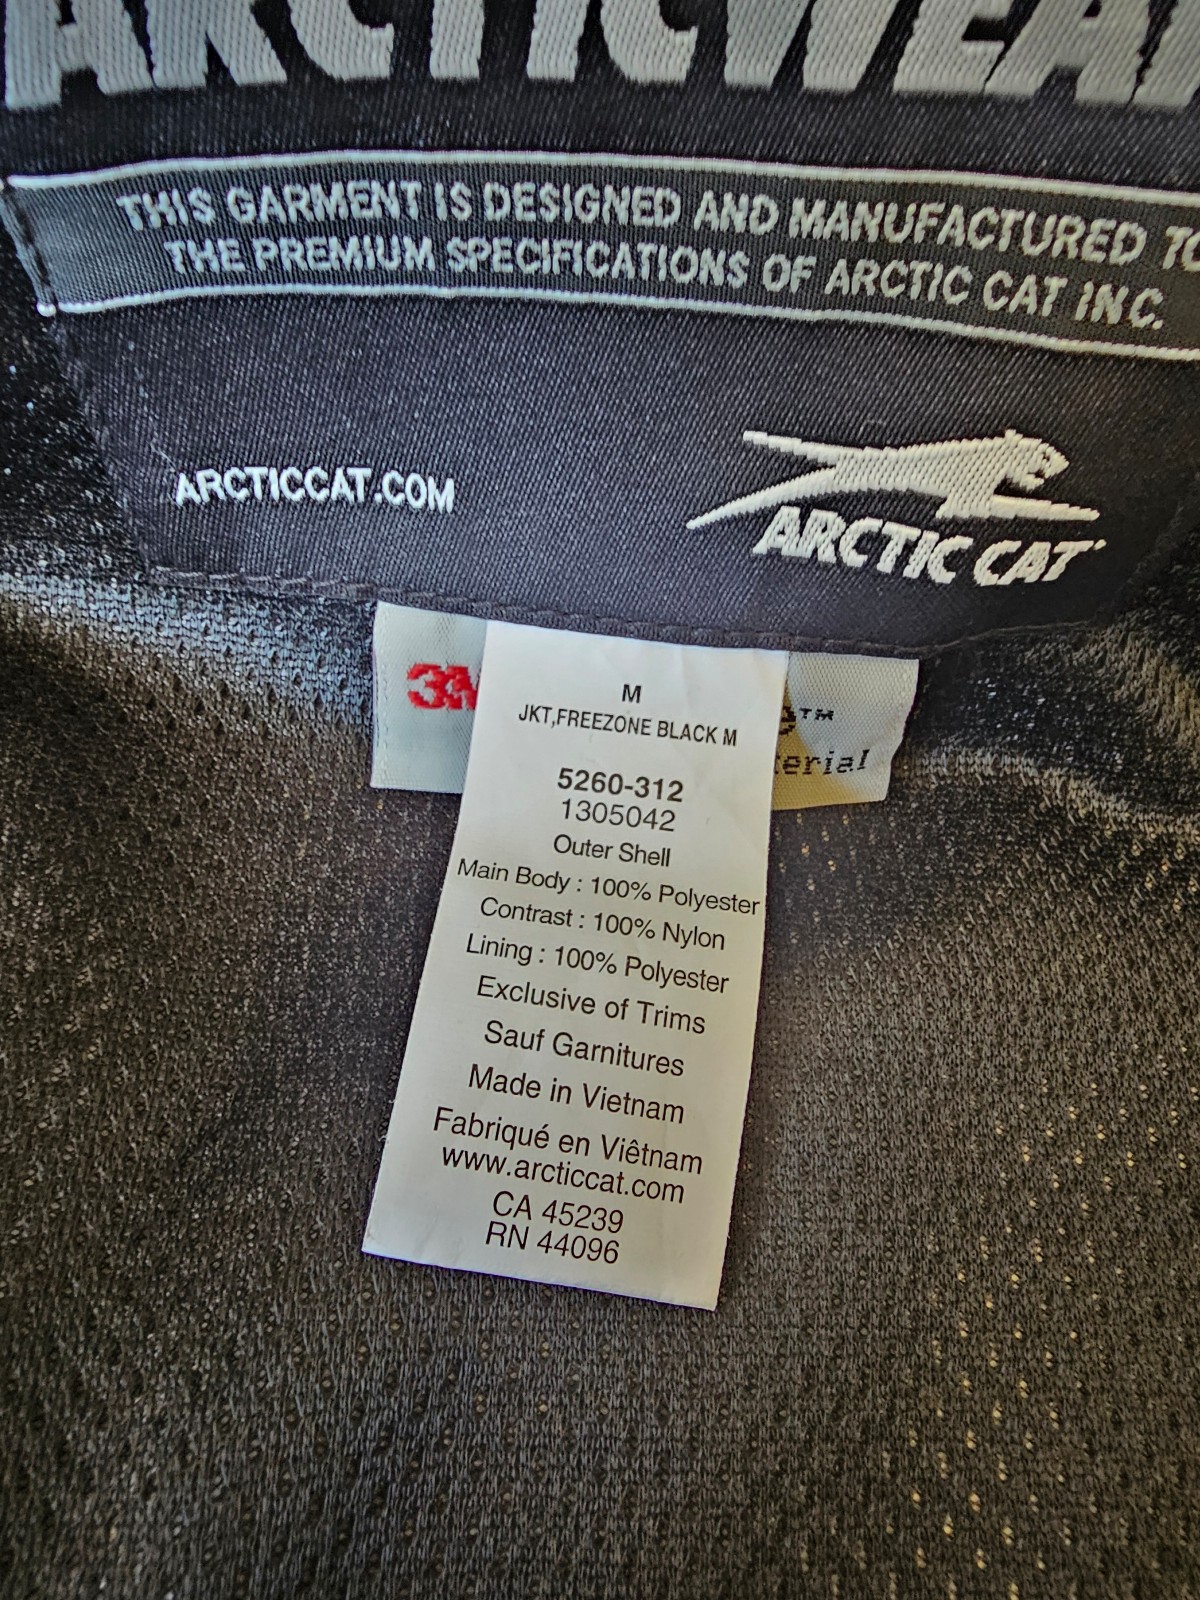 ARCTICWEAR
THIS GARMENT IS DESIGNED AND MANUFACTURED TO
THE PREMIUM SPECIFICATIONS OF ARCTIC CAT INC.
ARCTICCAT.COM
ARCTIC CAT
3M
M
JKT,FREEZONE BLACK M
5260-312
1305042
Outer Shell
Main Body : 100% Polyester
Contrast : 100% Nylon
Lining : 100% Polyester
Exclusive of Trims
Sauf Garnitures
Made in Vietnam
Fabriqué en Viêtnam
www.arcticcat.com
CA 45239
RN 44096